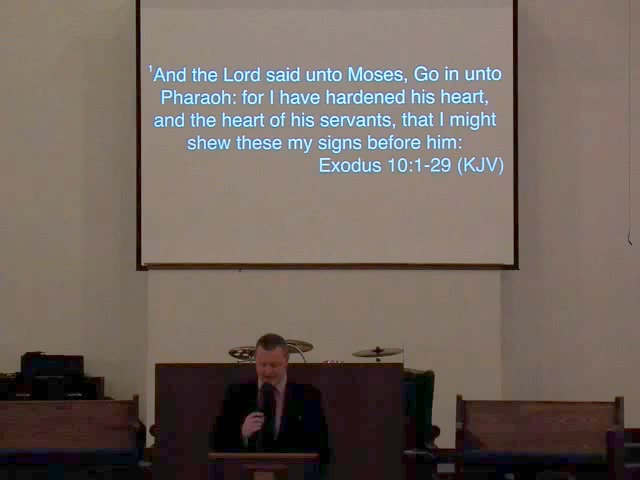 ¹And the Lord said unto Moses, Go in unto
Pharaoh: for I have hardened his heart,
and the heart of his servants, that I might
shew these my signs before him:
Exodus 10:1-29 (KJV)